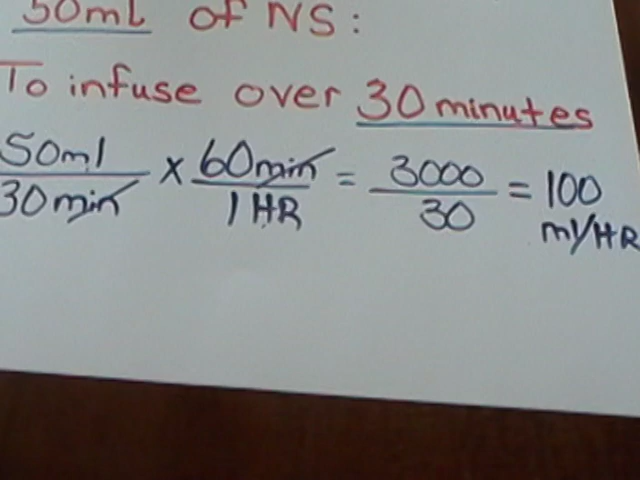 50ml of NS:
To infuse over 30 minutes
50ml/30min x 60min/1HR = 3000/30 = 100 ml/HR